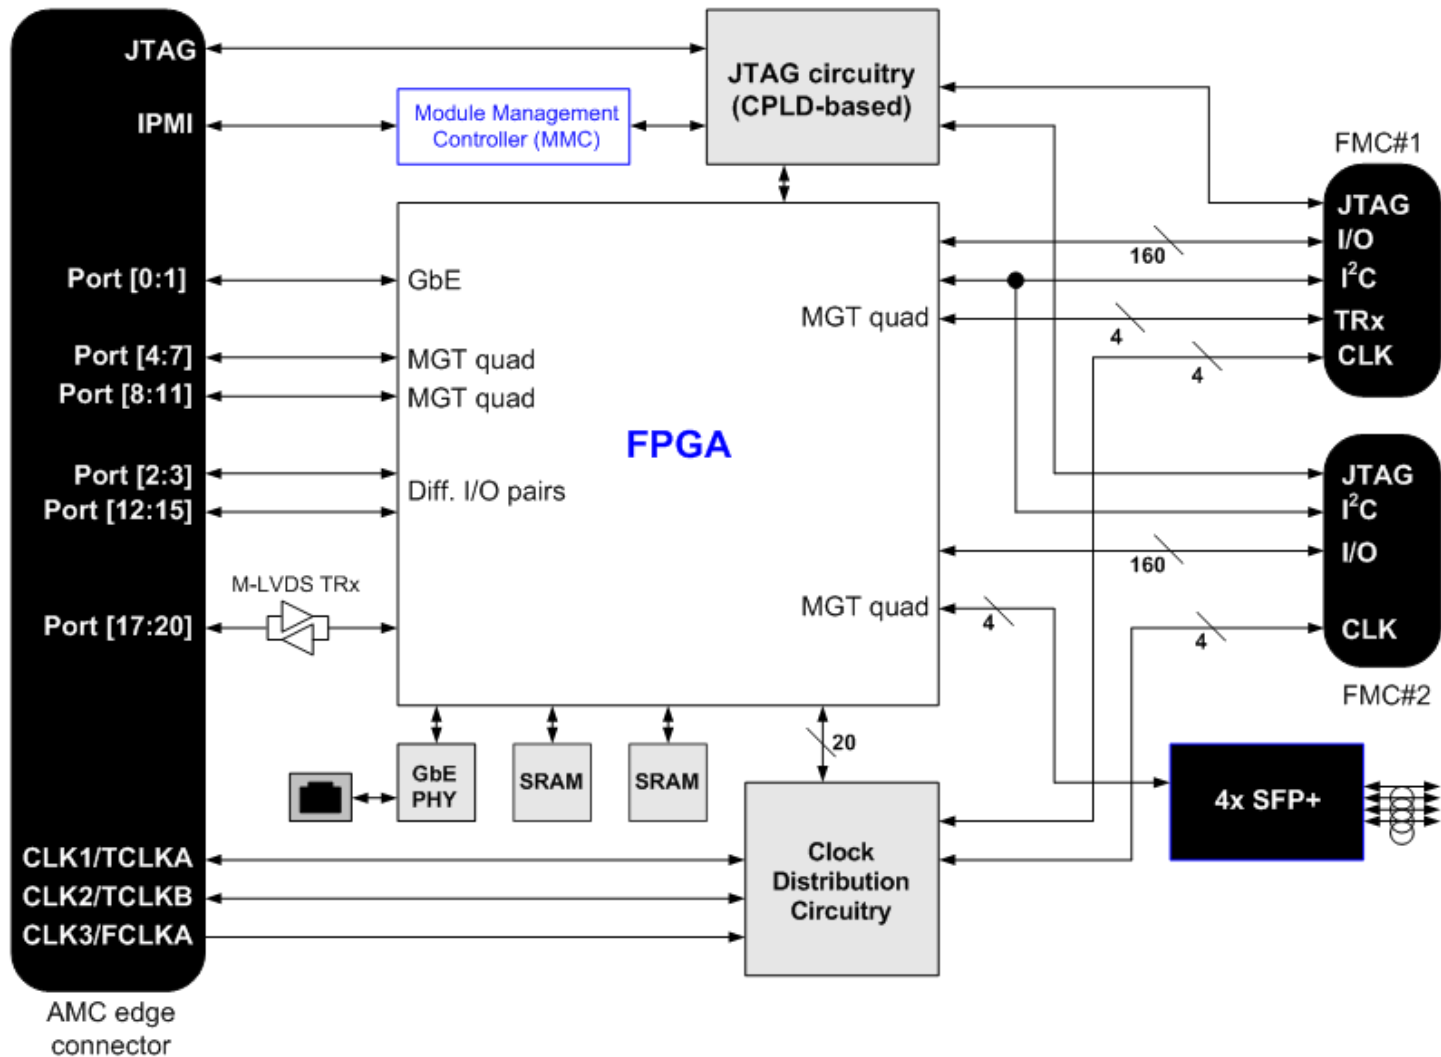 JTAG
IPMI
Port [0:1]
Port [4:7]
Port [8:11]
Port [2:3]
Port [12:15]
Port [17:20]
CLK1/TCLKA
CLK2/TCLKB
CLK3/FCLKA
AMC edge
connector
Module Management
Controller (MMC)
JTAG circuitry
(CPLD-based)
GbE
MGT quad
MGT quad
Diff. I/O pairs
M-LVDS TRx
FPGA
MGT quad
MGT quad
GbE
PHY
SRAM
SRAM
20
Clock
Distribution
Circuitry
160
4
4
160
4
4
FMC#1
JTAG
I/O
I²C
TRx
CLK
JTAG
I²C
I/O
CLK
FMC#2
4x SFP+